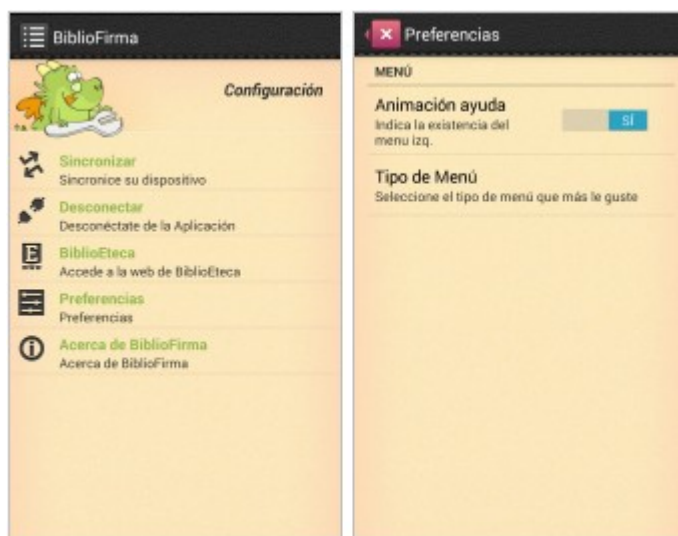 BiblioFirma
Configuración
Sincronizar
Sincronice su dispositivo
Desconectar
Desconéctate de la Aplicación
BiblioEteca
Accede a la web de BiblioEteca
Preferencias
Preferencias
Acerca de BiblioFirma
Acerca de BiblioFirma
Preferencias
MENÚ
Animación ayuda
Indica la existencia del
menu izq.
SÍ
Tipo de Menú
Seleccione el tipo de menú que más le guste